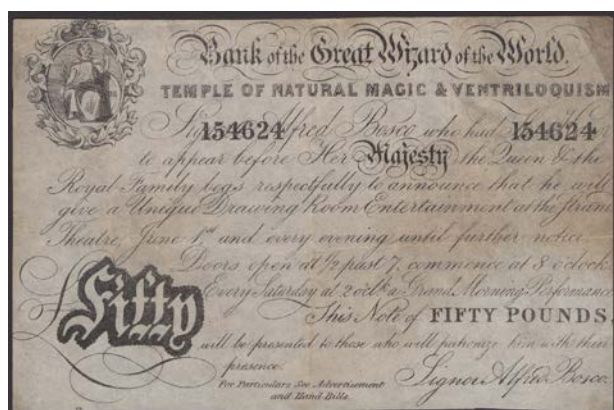 Bank of the Great Wizard of the World.
TEMPLE OF NATURAL MAGIC & VENTRILOQUISM
Signor Alfred Bosco who had
154624 154624
to appear before Her Majesty the Queen & the
Royal Family begs respectfully to announce that he will
give a Unique Drawing Room Entertainment at the Strand
Theatre, June 1st and every evening until further notice
Doors open at ½ past 7, commence at 8 o'clock
Every Saturday at 2 oclk a Grand Morning Performance
Fifty
This Note of FIFTY POUNDS.
will be presented to those who will patronize him with their
presence.
For Particulars See Advertisement
and Hand Bills.
Signor Alfred Bosco.